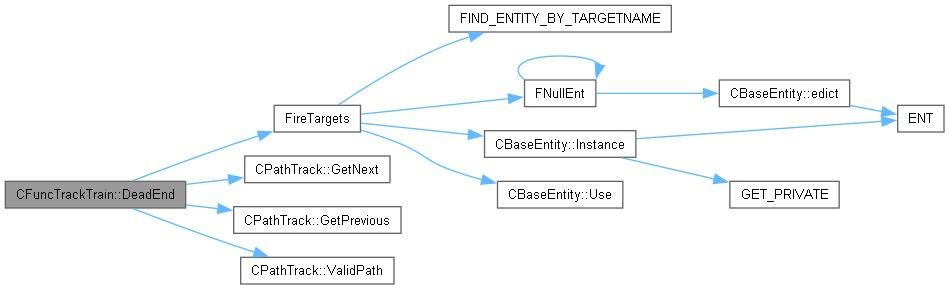 FIND_ENTITY_BY_TARGETNAME
FNullEnt
CBaseEntity::edict
FireTargets
ENT
CBaseEntity::Instance
CPathTrack::GetNext
CFuncTrackTrain::DeadEnd
CBaseEntity::Use
GET_PRIVATE
CPathTrack::GetPrevious
CPathTrack::ValidPath